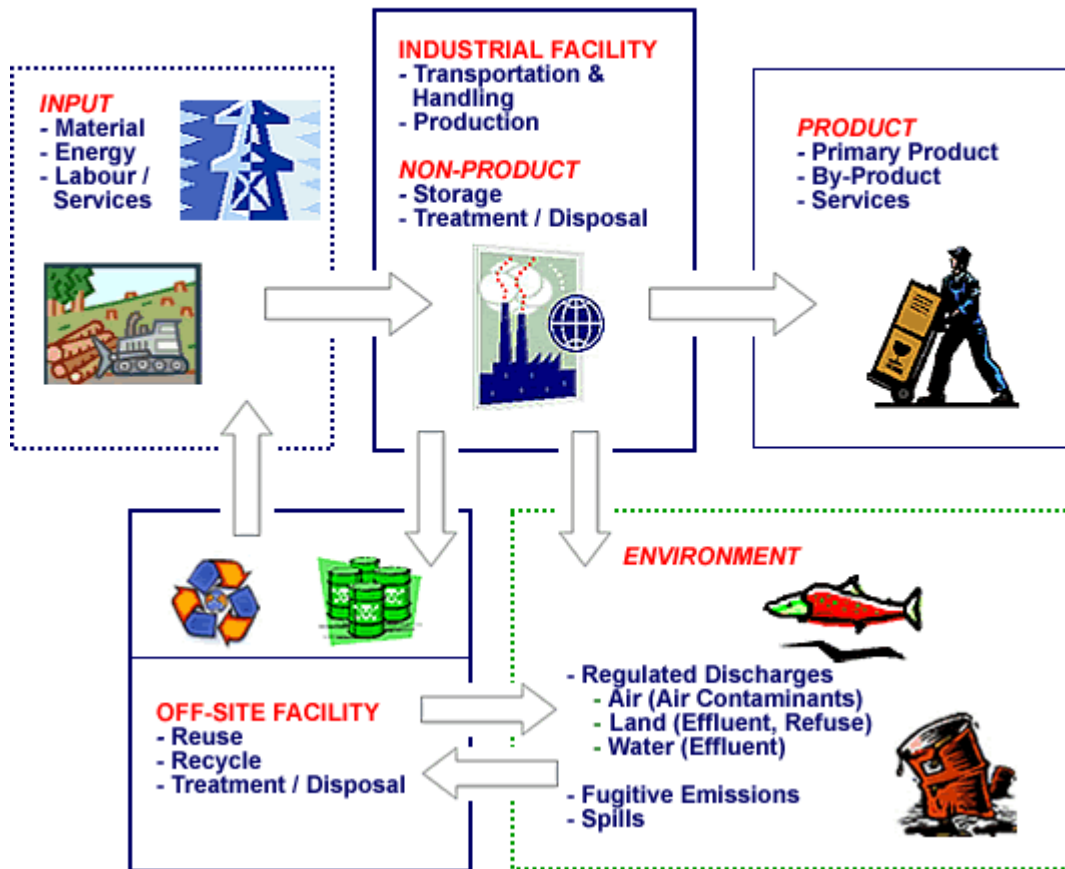 INPUT
- Material
- Energy
- Labour /
Services
INDUSTRIAL FACILITY
- Transportation &
Handling
- Production
NON-PRODUCT
- Storage
- Treatment / Disposal
PRODUCT
- Primary Product
- By-Product
- Services
OFF-SITE FACILITY
- Reuse
- Recycle
- Treatment / Disposal
ENVIRONMENT
- Regulated Discharges
- Air (Air Contaminants)
- Land (Effluent, Refuse)
- Water (Effluent)
- Fugitive Emissions
- Spills